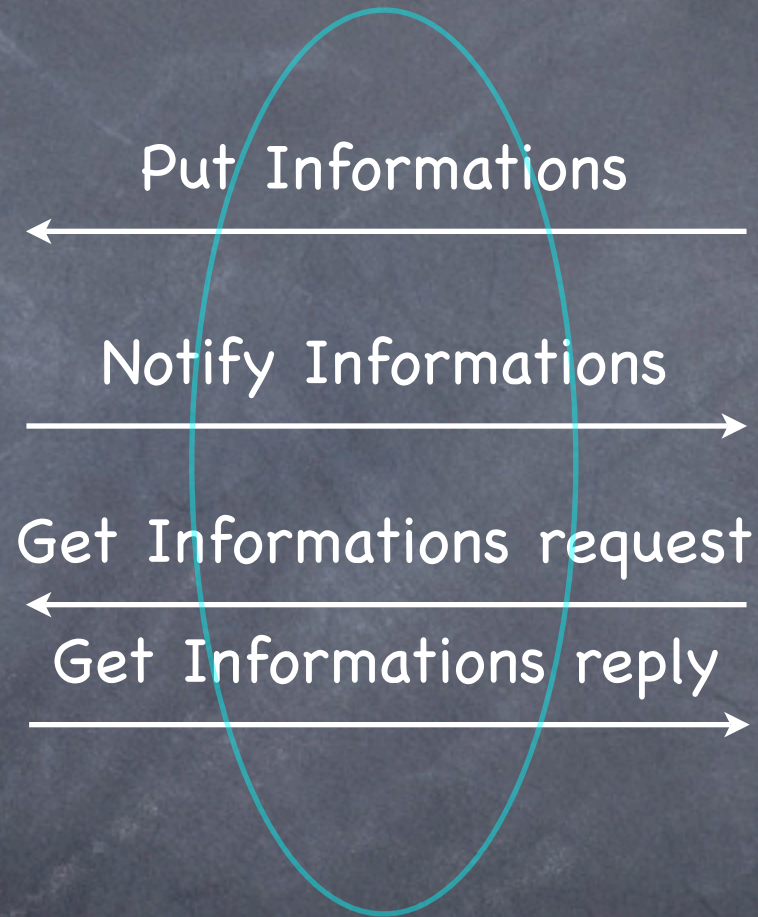 Put Informations
Notify Informations
Get Informations request
Get Informations reply